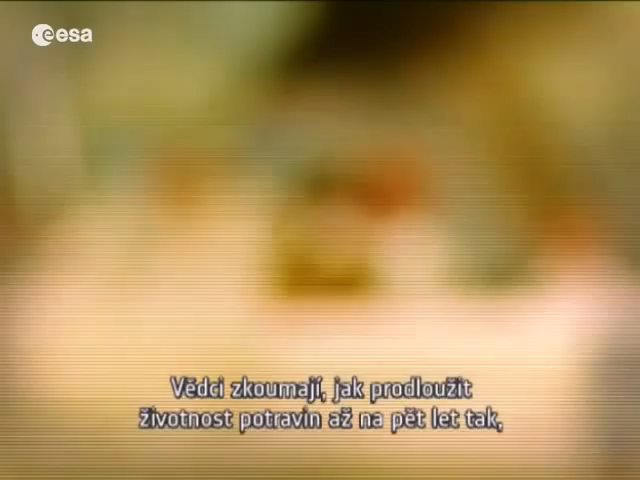 esa
Vědci zkoumají, jak prodloužit
životnost potravin až na pět let tak,